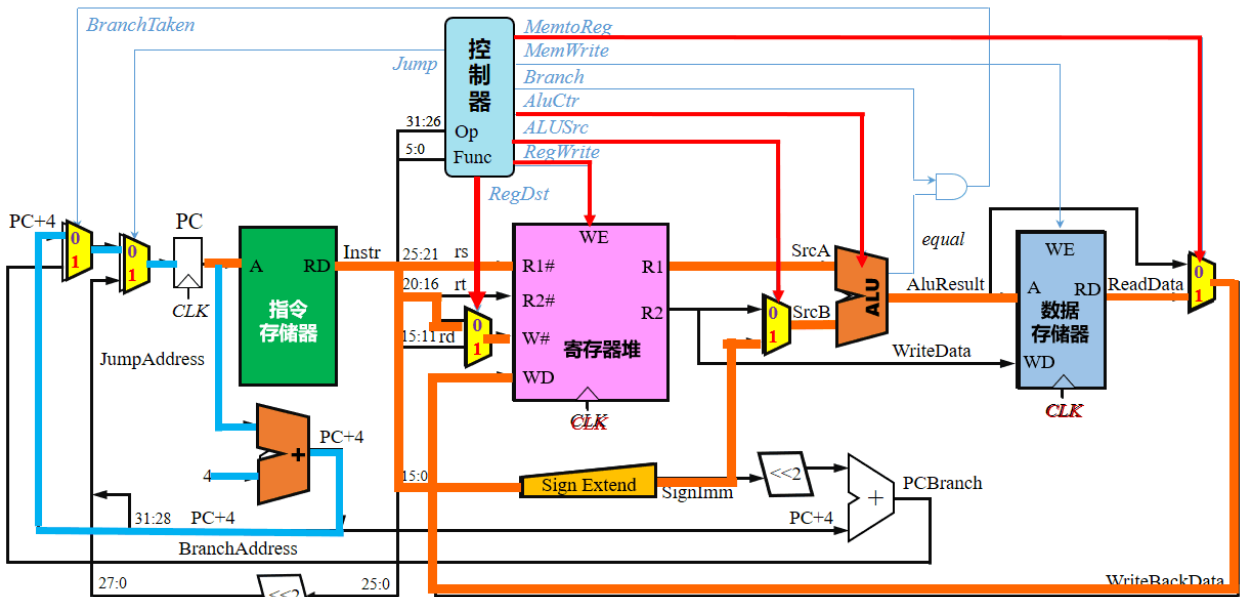 BranchTaken
控制器
MemtoReg
MemWrite
Jump
Branch
AluCtr
31:26
Op
ALUSrc
5:0
Func
RegWrite
RegDst
PC+4
0
1
0
1
PC
CLK
A
RD
指令
存储器
Instr
25:21
rs
20:16
rt
15:11
rd
0
1
WE
R1#
R2#
W#
WD
R1
R2
寄存器堆
CLK
SrcA
0
1
SrcB
ALU
equal
AluResult
WE
A
RD
数据
存储器
WD
CLK
ReadData
0
1
WriteData
JumpAddress
4
+
PC+4
15:0
Sign Extend
SignImm
<<2
+
PCBranch
31:28
PC+4
PC+4
BranchAddress
27:0
<<2
25:0
WriteBackData